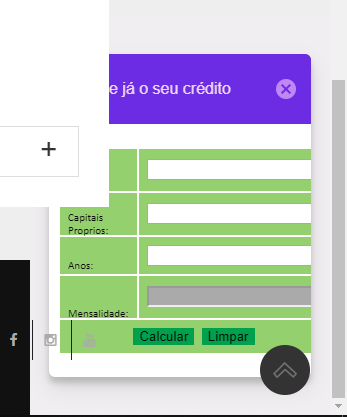 e já o seu crédito
+
Capitais
Proprios:
Anos:
Mensalidade:
Calcular Limpar